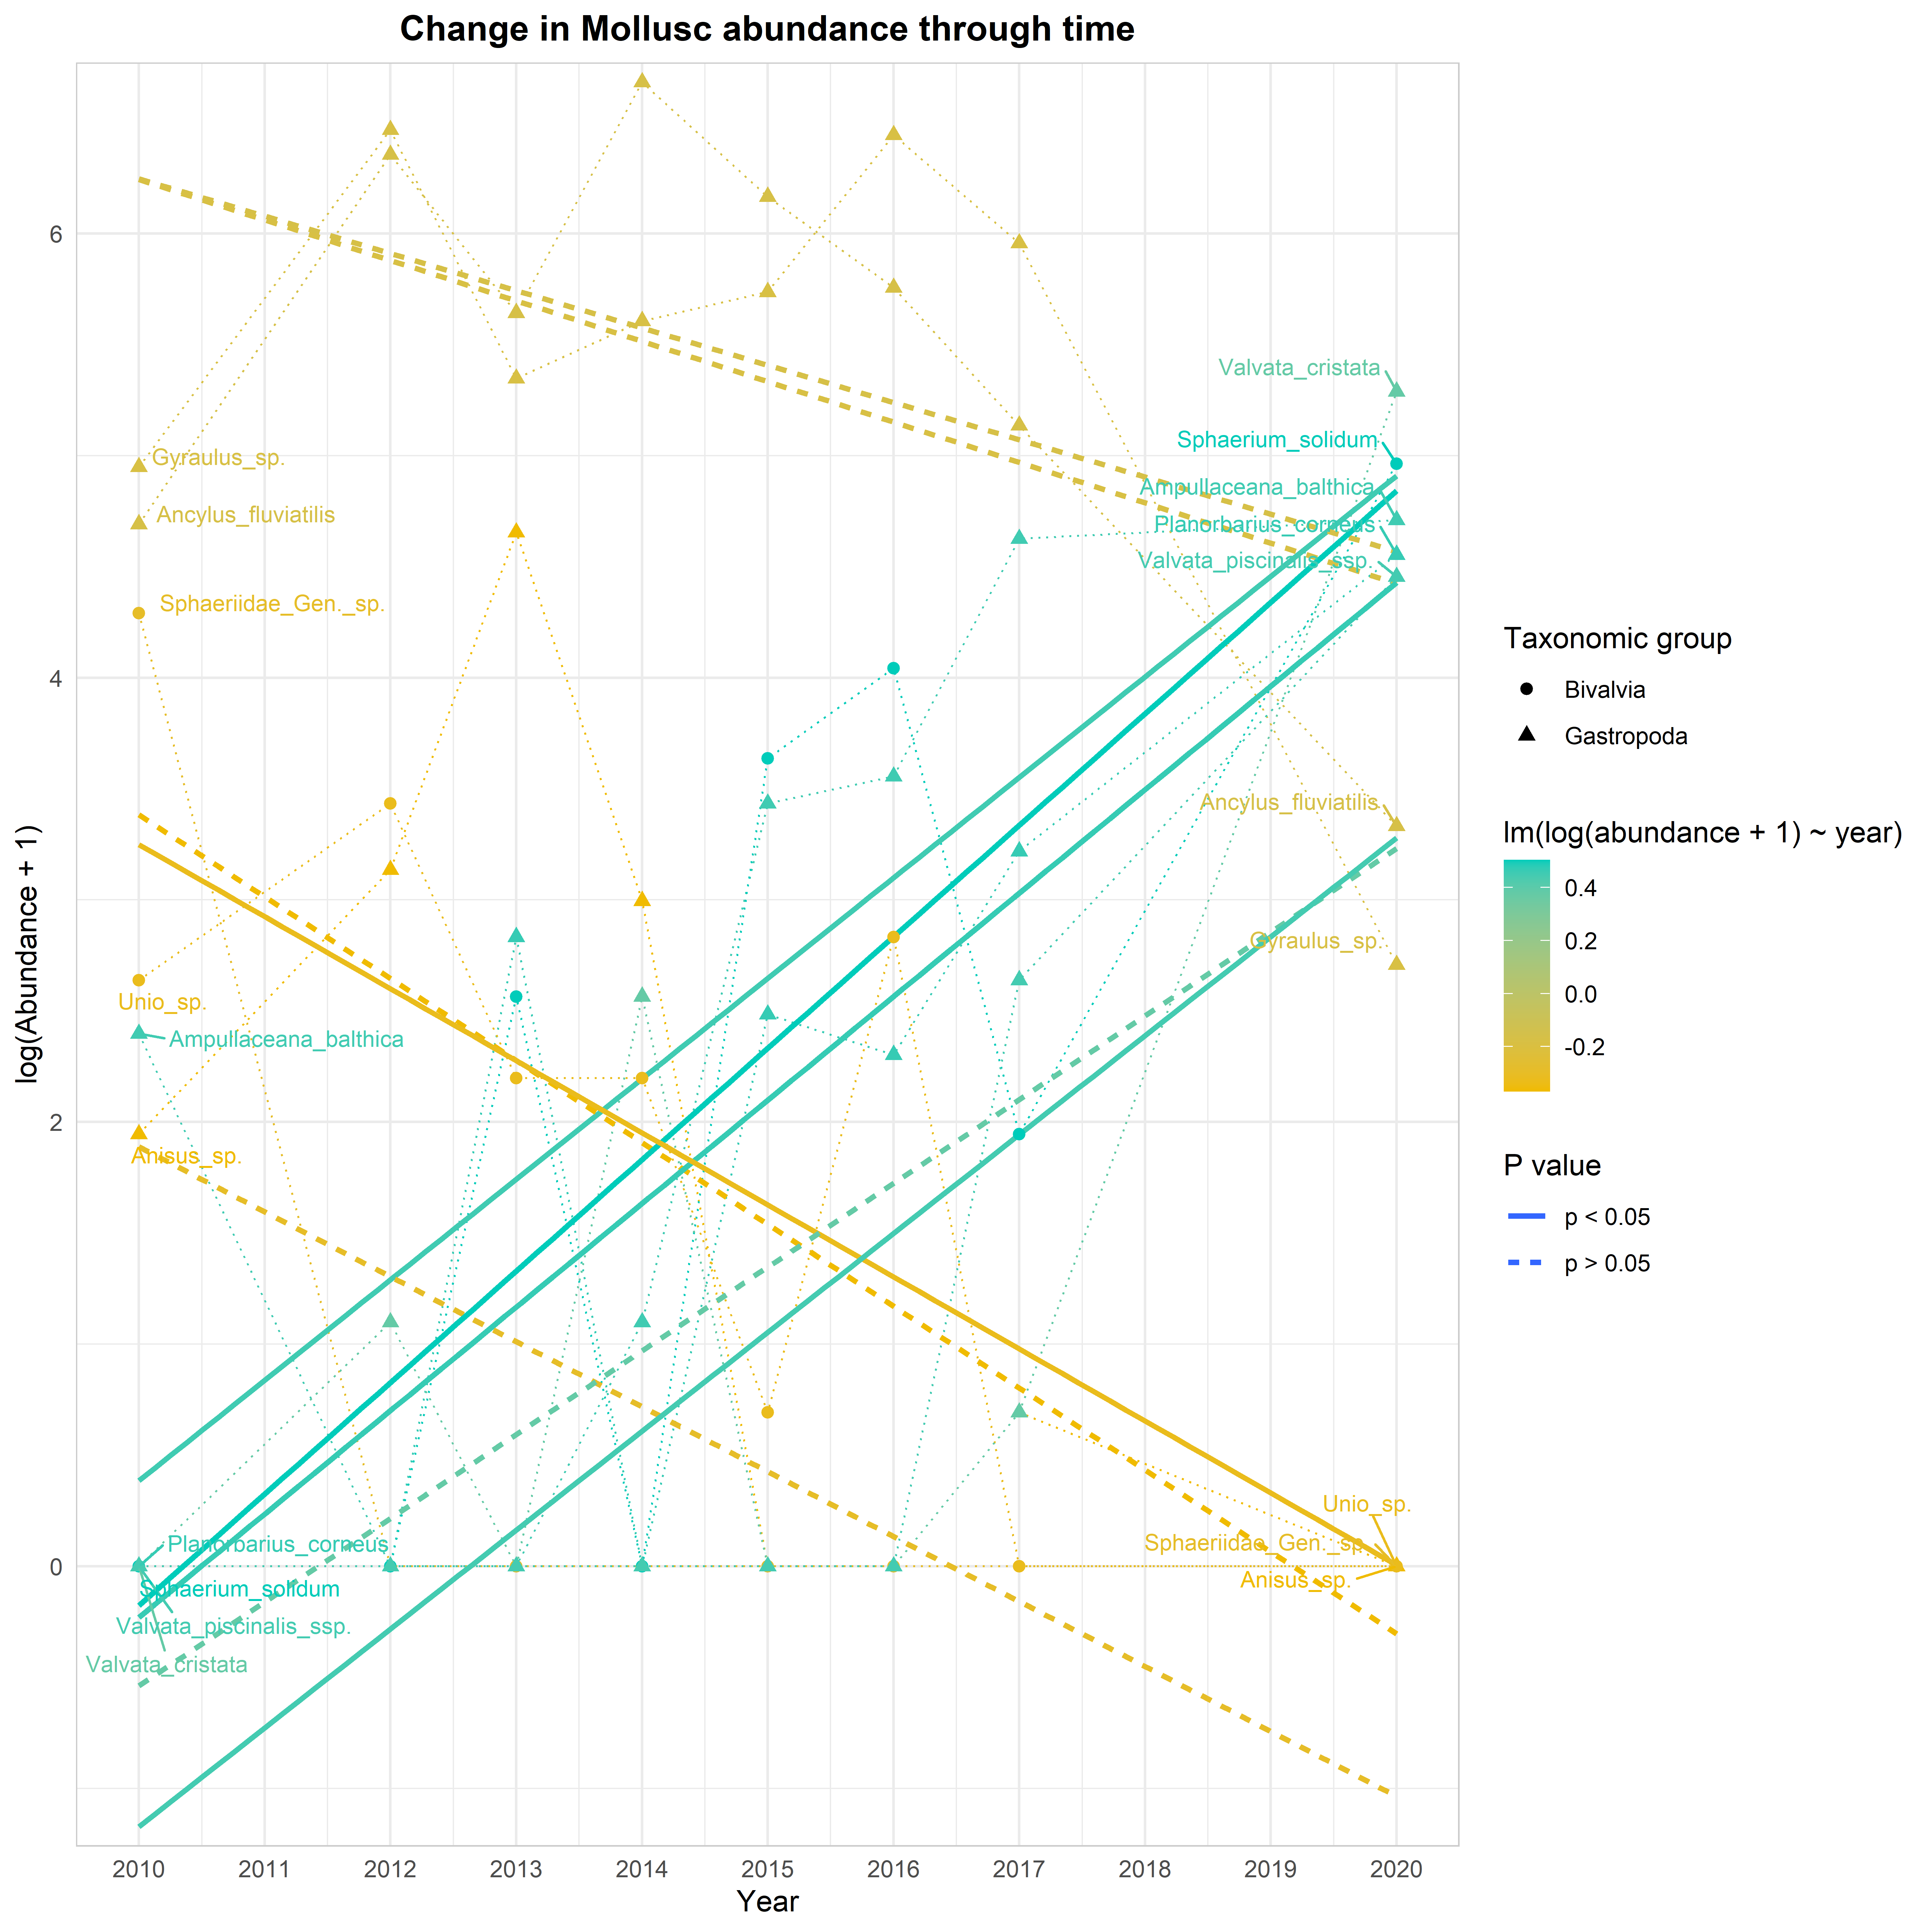 Change in Mollusc abundance through time
log(Abundance + 1)
6
4
2
0
Gyraulus_sp.
Ancylus_fluviatilis
Sphaeriidae_Gen._sp.
Unio_sp.
Ampullaceana_balthica
Anisus_sp.
Planorbarius_corneus
Sphaerium_solidum
Valvata_piscinalis_ssp.
Valvata_cristata
Valvata_cristata
Sphaerium_solidum
Ampullaceana_balthica
Planorbarius_corneus
Valvata_piscinalis_ssp.
Ancylus_fluviatilis
Gyraulus_sp.
Unio_sp.
Sphaeriidae_Gen._sp.
Anisus_sp.
2010 2011 2012 2013 2014 2015 2016 2017 2018 2019 2020
Year
Taxonomic group
Bivalvia
Gastropoda
lm(log(abundance + 1) ~ year)
0.4
0.2
0.0
-0.2
P value
p < 0.05
p > 0.05